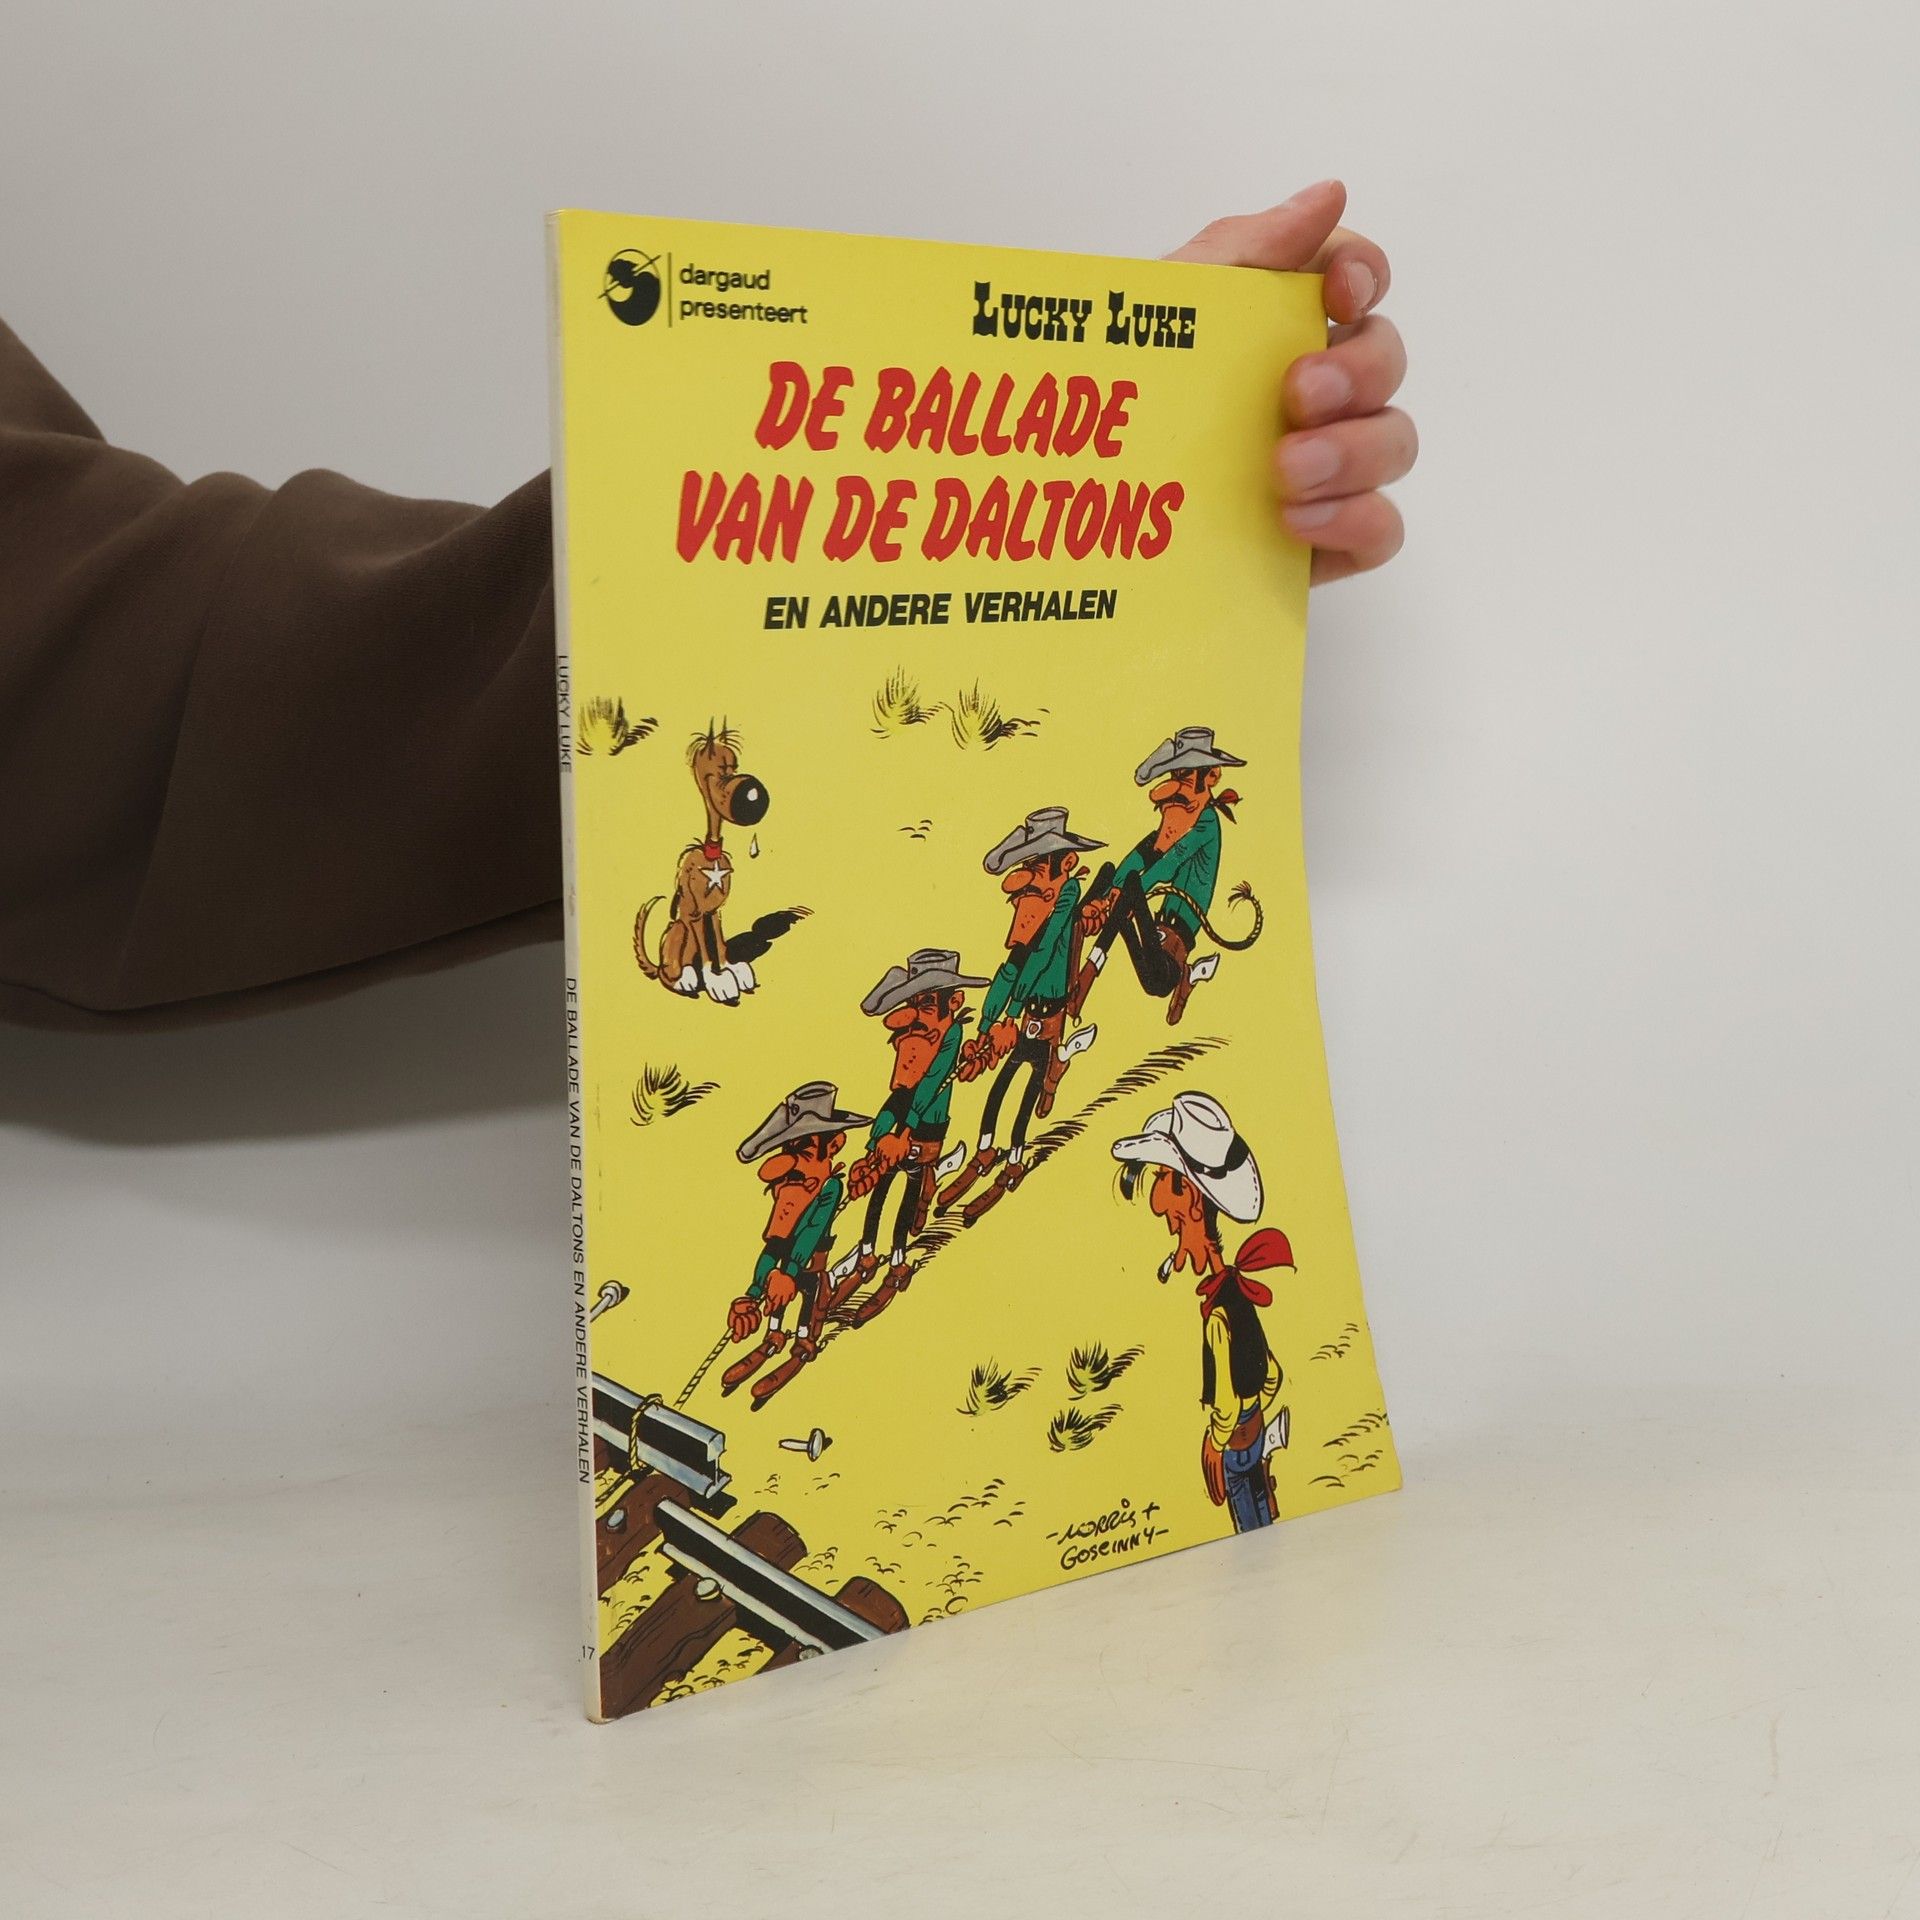 dargaud
presenteert
LUCKY LUKE
DE BALLADE
VAN DE DALTONS
EN ANDERE VERHALEN
-MORRIS +
GOSCINNY-
LUCKY LUKE
DE BALLADE VAN DE DALTONS EN ANDERE VERHALEN
17